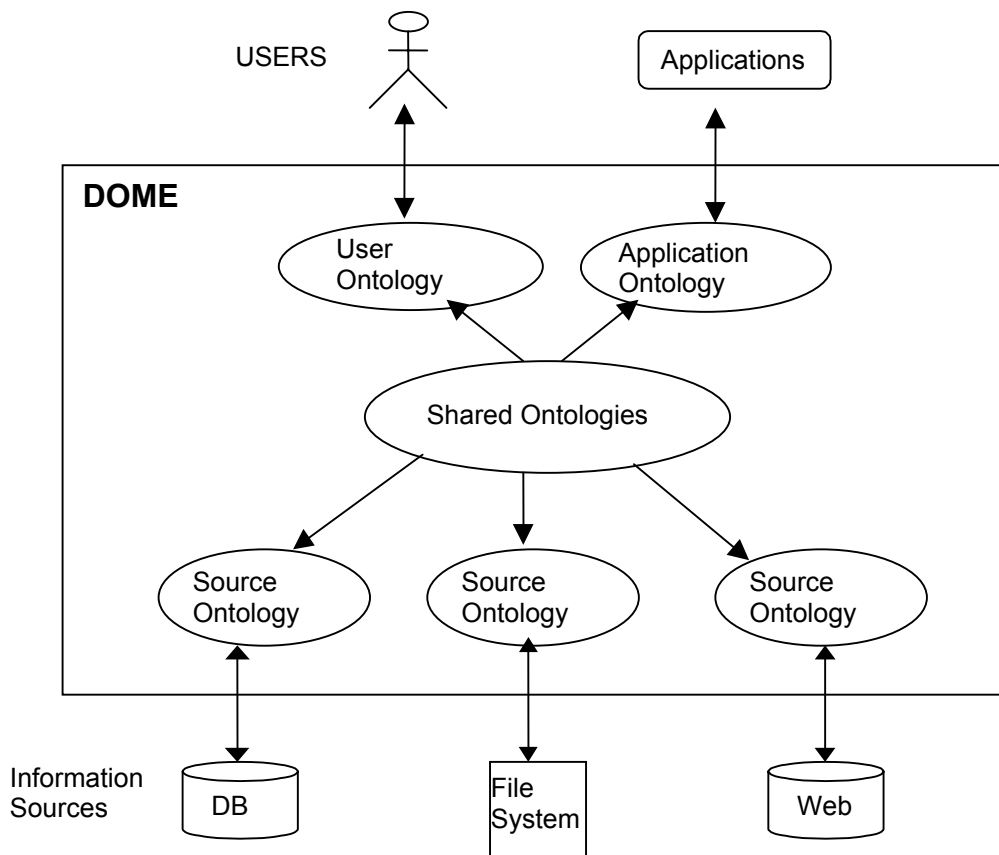 USERS
Applications
DOME
User
Ontology
Application
Ontology
Shared Ontologies
Source
Ontology
Source
Ontology
Source
Ontology
Information
Sources
DB
File
System
Web